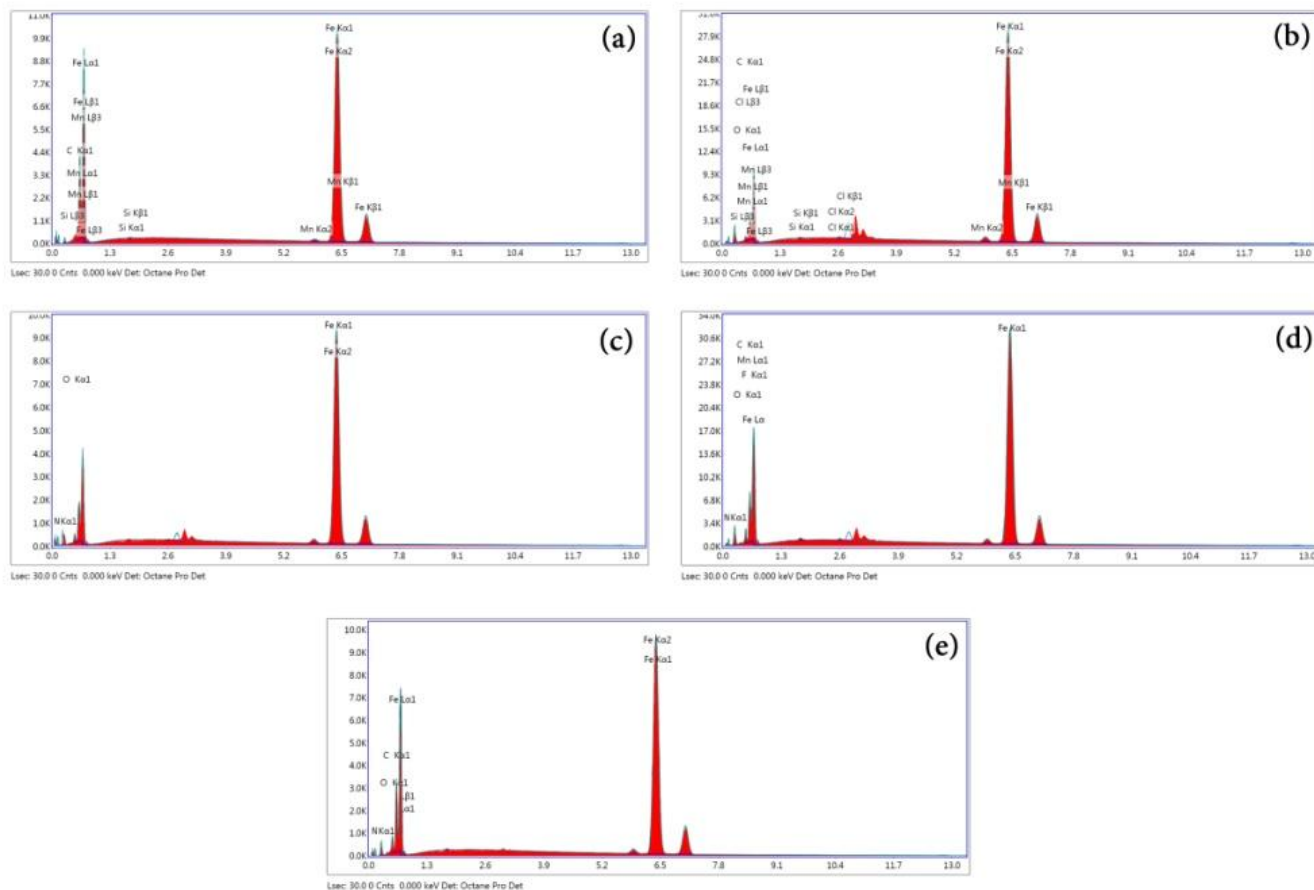 (a)
11.0K
9.9K
8.8K
7.7K
6.6K
5.5K
4.4K
3.3K
2.2K
1.1K
0.0K
Fe Lα1
Fe Lβ1
Mn Lβ3
C Kα1
Mn Lα1
Mn Lβ1
Si Lβ3
Fe Lβ3
Si Kβ1
Si Kα1
Fe Kα1
Fe Kα2
Mn Kβ1
Mn Kα2
Fe Kβ1
0.0 1.3 2.6 3.9 5.2 6.5 7.8 9.1 10.4 11.7 13.0
Lsec: 30.0 0 Cnts 0.000 keV Det: Octane Pro Det
(b)
31.0K
27.9K
24.8K
21.7K
18.6K
15.5K
12.4K
9.3K
6.2K
3.1K
0.0K
C Kα1
Fe Lβ1
Cl Lβ3
O Kα1
Fe Lα1
Mn Lβ3
Mn Lβ1
Mn Lα1
Si Lβ3
Fe Lβ3
Si Kβ1
Si Kα1
Cl Kβ1
Cl Kα2
Cl Kα1
Fe Kα1
Fe Kα2
Mn Kβ1
Mn Kα2
Fe Kβ1
0.0 1.3 2.6 3.9 5.2 6.5 7.8 9.1 10.4 11.7 13.0
Lsec: 30.0 0 Cnts 0.000 keV Det: Octane Pro Det
(c)
10.0K
9.0K
8.0K
7.0K
6.0K
5.0K
4.0K
3.0K
2.0K
1.0K
0.0K
O Kα1
N Kα1
Fe Kα1
Fe Kα2
0.0 1.3 2.6 3.9 5.2 6.5 7.8 9.1 10.4 11.7 13.0
Lsec: 30.0 0 Cnts 0.000 keV Det: Octane Pro Det
(d)
34.0K
30.6K
27.2K
23.8K
20.4K
17.0K
13.6K
10.2K
6.8K
3.4K
0.0K
C Kα1
Mn Lα1
F Kα1
O Kα1
Fe Lα
N Kα1
Fe Kα1
0.0 1.3 2.6 3.9 5.2 6.5 7.8 9.1 10.4 11.7 13.0
Lsec: 30.0 0 Cnts 0.000 keV Det: Octane Pro Det
(e)
10.0K
9.0K
8.0K
7.0K
6.0K
5.0K
4.0K
3.0K
2.0K
1.0K
0.0K
Fe Lα1
C Kα1
O Kα1
Lβ1
α1
N Kα1
Fe Kα2
Fe Kα1
0.0 1.3 2.6 3.9 5.2 6.5 7.8 9.1 10.4 11.7 13.0
Lsec: 30.0 0 Cnts 0.000 keV Det: Octane Pro Det